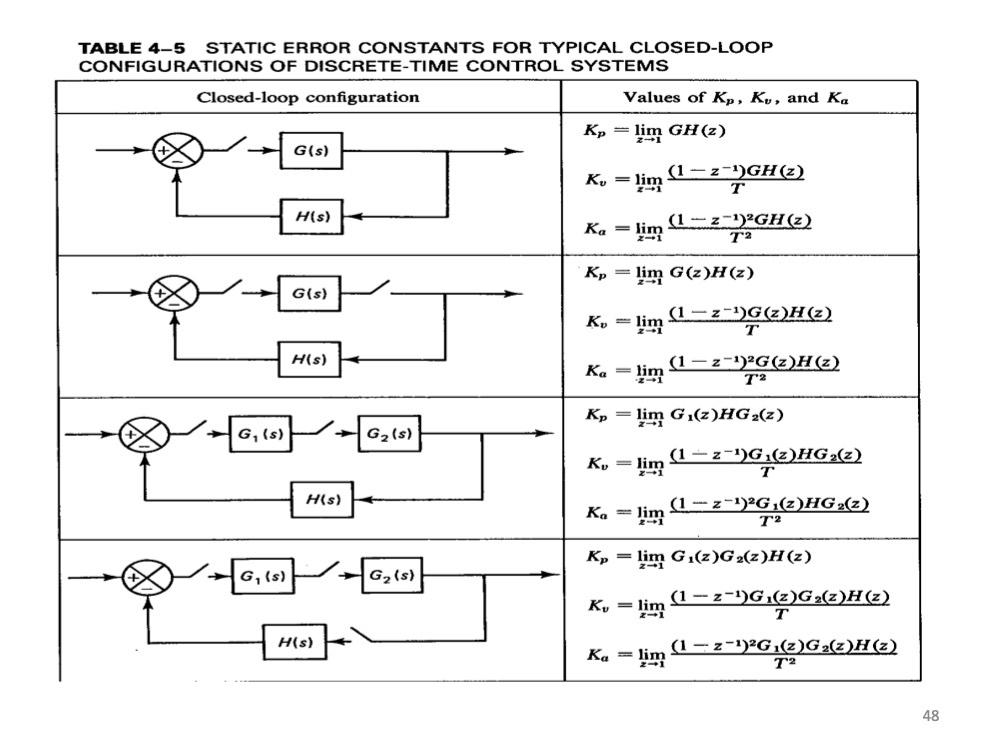 TABLE 4–5 STATIC ERROR CONSTANTS FOR TYPICAL CLOSED-LOOP
CONFIGURATIONS OF DISCRETE-TIME CONTROL SYSTEMS
Closed-loop configuration
Values of Kp, Kv, and Ka
+
−
G(s)
H(s)
Kp = lim z→1 GH(z)
Kv = lim z→1 (1 − z⁻¹)GH(z) / T
Ka = lim z→1 (1 − z⁻¹)²GH(z) / T²
+
−
G(s)
H(s)
Kp = lim z→1 G(z)H(z)
Kv = lim z→1 (1 − z⁻¹)G(z)H(z) / T
Ka = lim z→1 (1 − z⁻¹)²G(z)H(z) / T²
+
−
G₁(s)
G₂(s)
H(s)
Kp = lim z→1 G₁(z)HG₂(z)
Kv = lim z→1 (1 − z⁻¹)G₁(z)HG₂(z) / T
Ka = lim z→1 (1 − z⁻¹)²G₁(z)HG₂(z) / T²
+
−
G₁(s)
G₂(s)
H(s)
Kp = lim z→1 G₁(z)G₂(z)H(z)
Kv = lim z→1 (1 − z⁻¹)G₁(z)G₂(z)H(z) / T
Ka = lim z→1 (1 − z⁻¹)²G₁(z)G₂(z)H(z) / T²
48